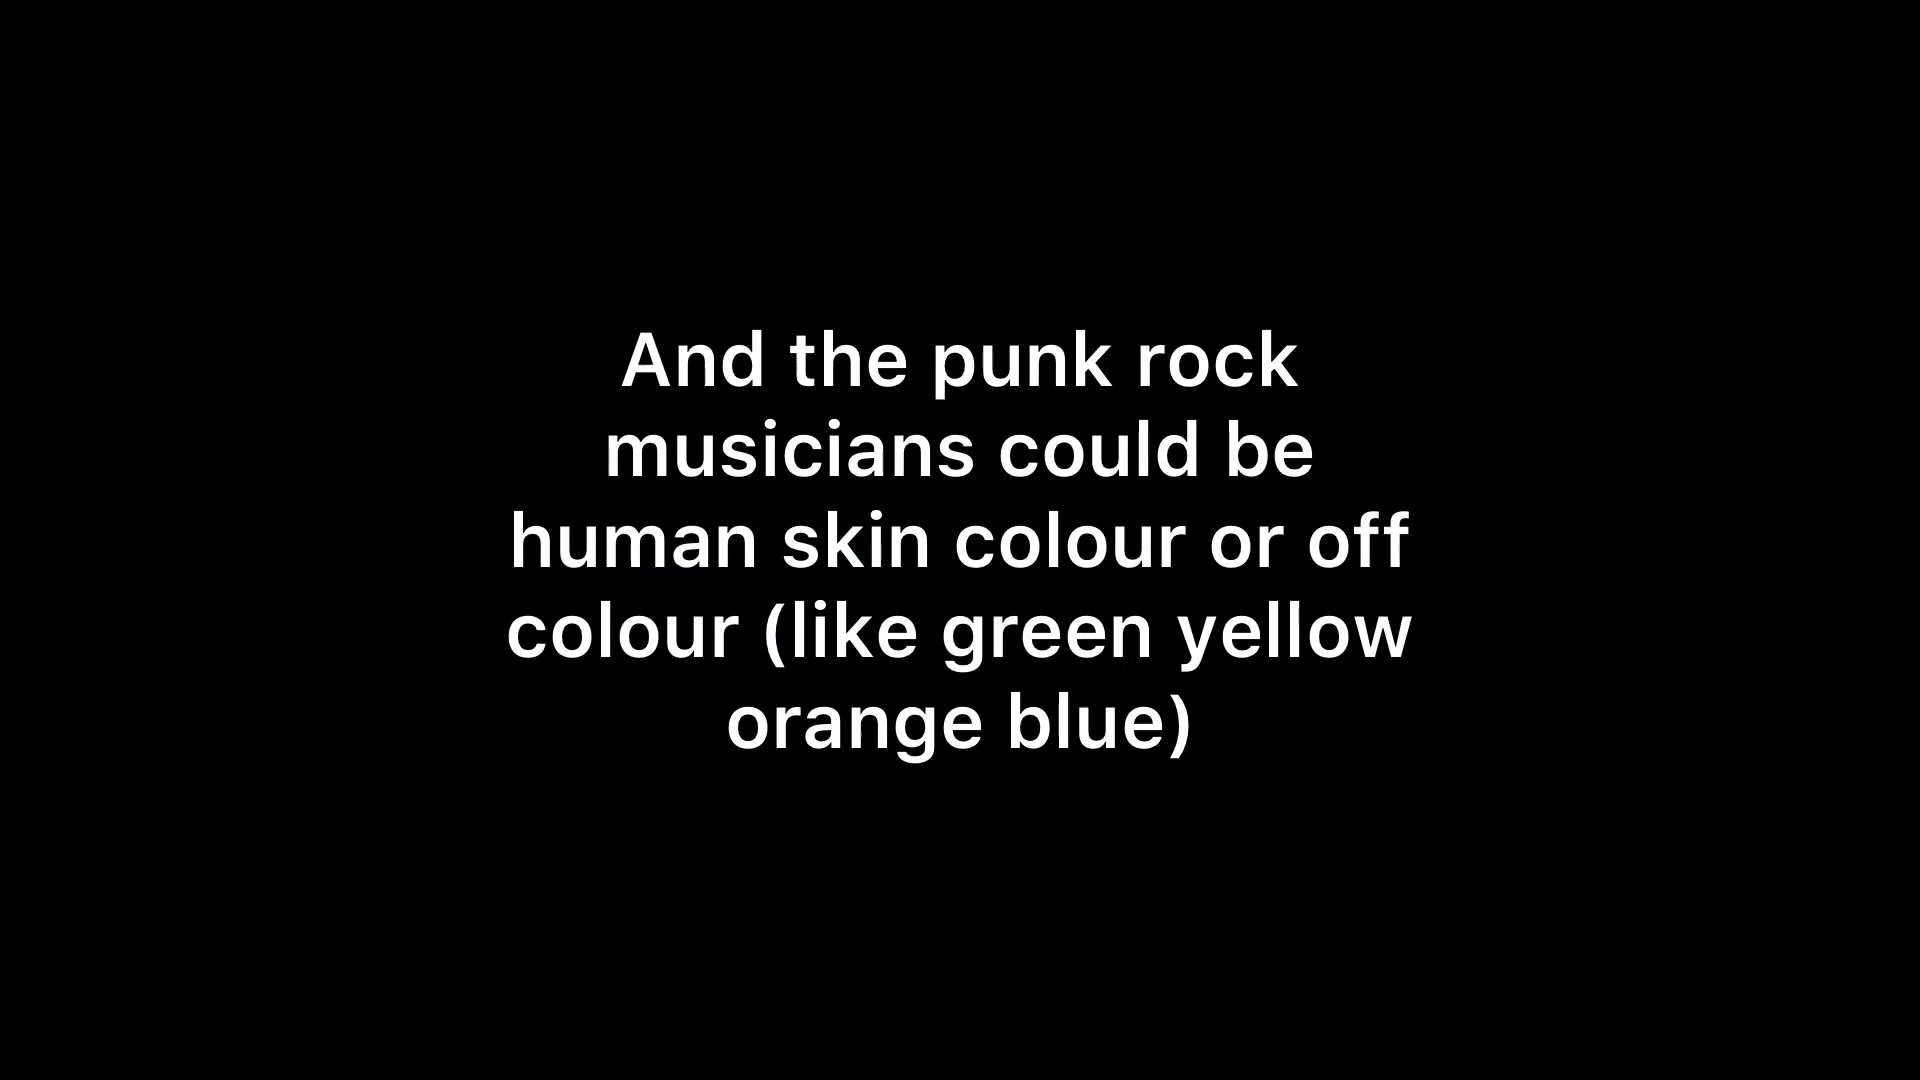 And the punk rock
musicians could be
human skin colour or off
colour (like green yellow
orange blue)